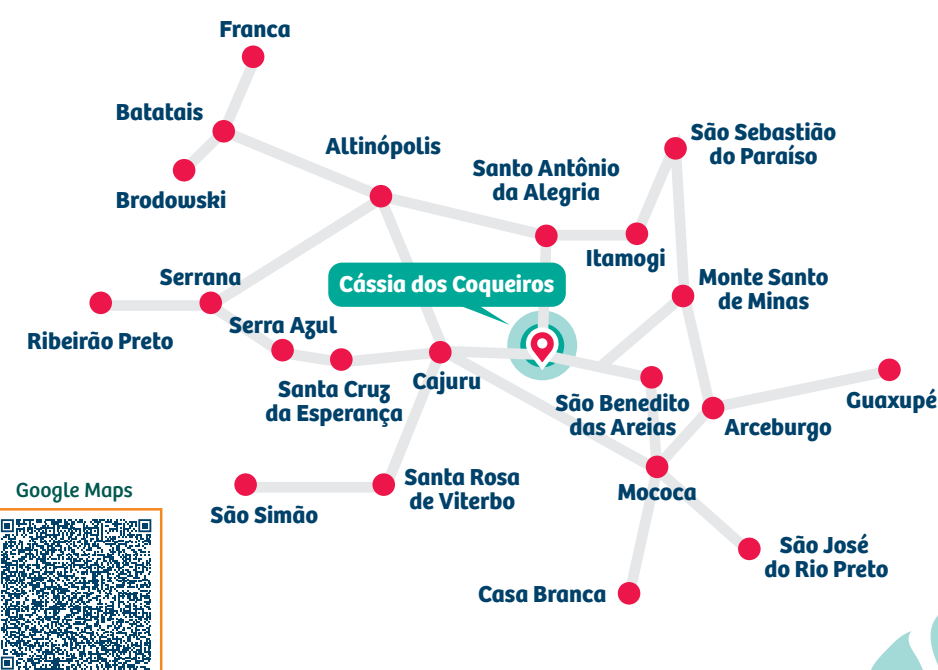 Franca
Batatais
Altinópolis
São Sebastião
do Paraíso
Santo Antônio
da Alegria
Brodowski
Itamogi
Serrana
Cássia dos Coqueiros
Monte Santo
de Minas
Serra Azul
Ribeirão Preto
Cajuru
Santa Cruz
da Esperança
São Benedito
das Areias
Guaxupé
Arceburgo
Santa Rosa
de Viterbo
Google Maps
Mococa
São Simão
São José
do Rio Preto
Casa Branca